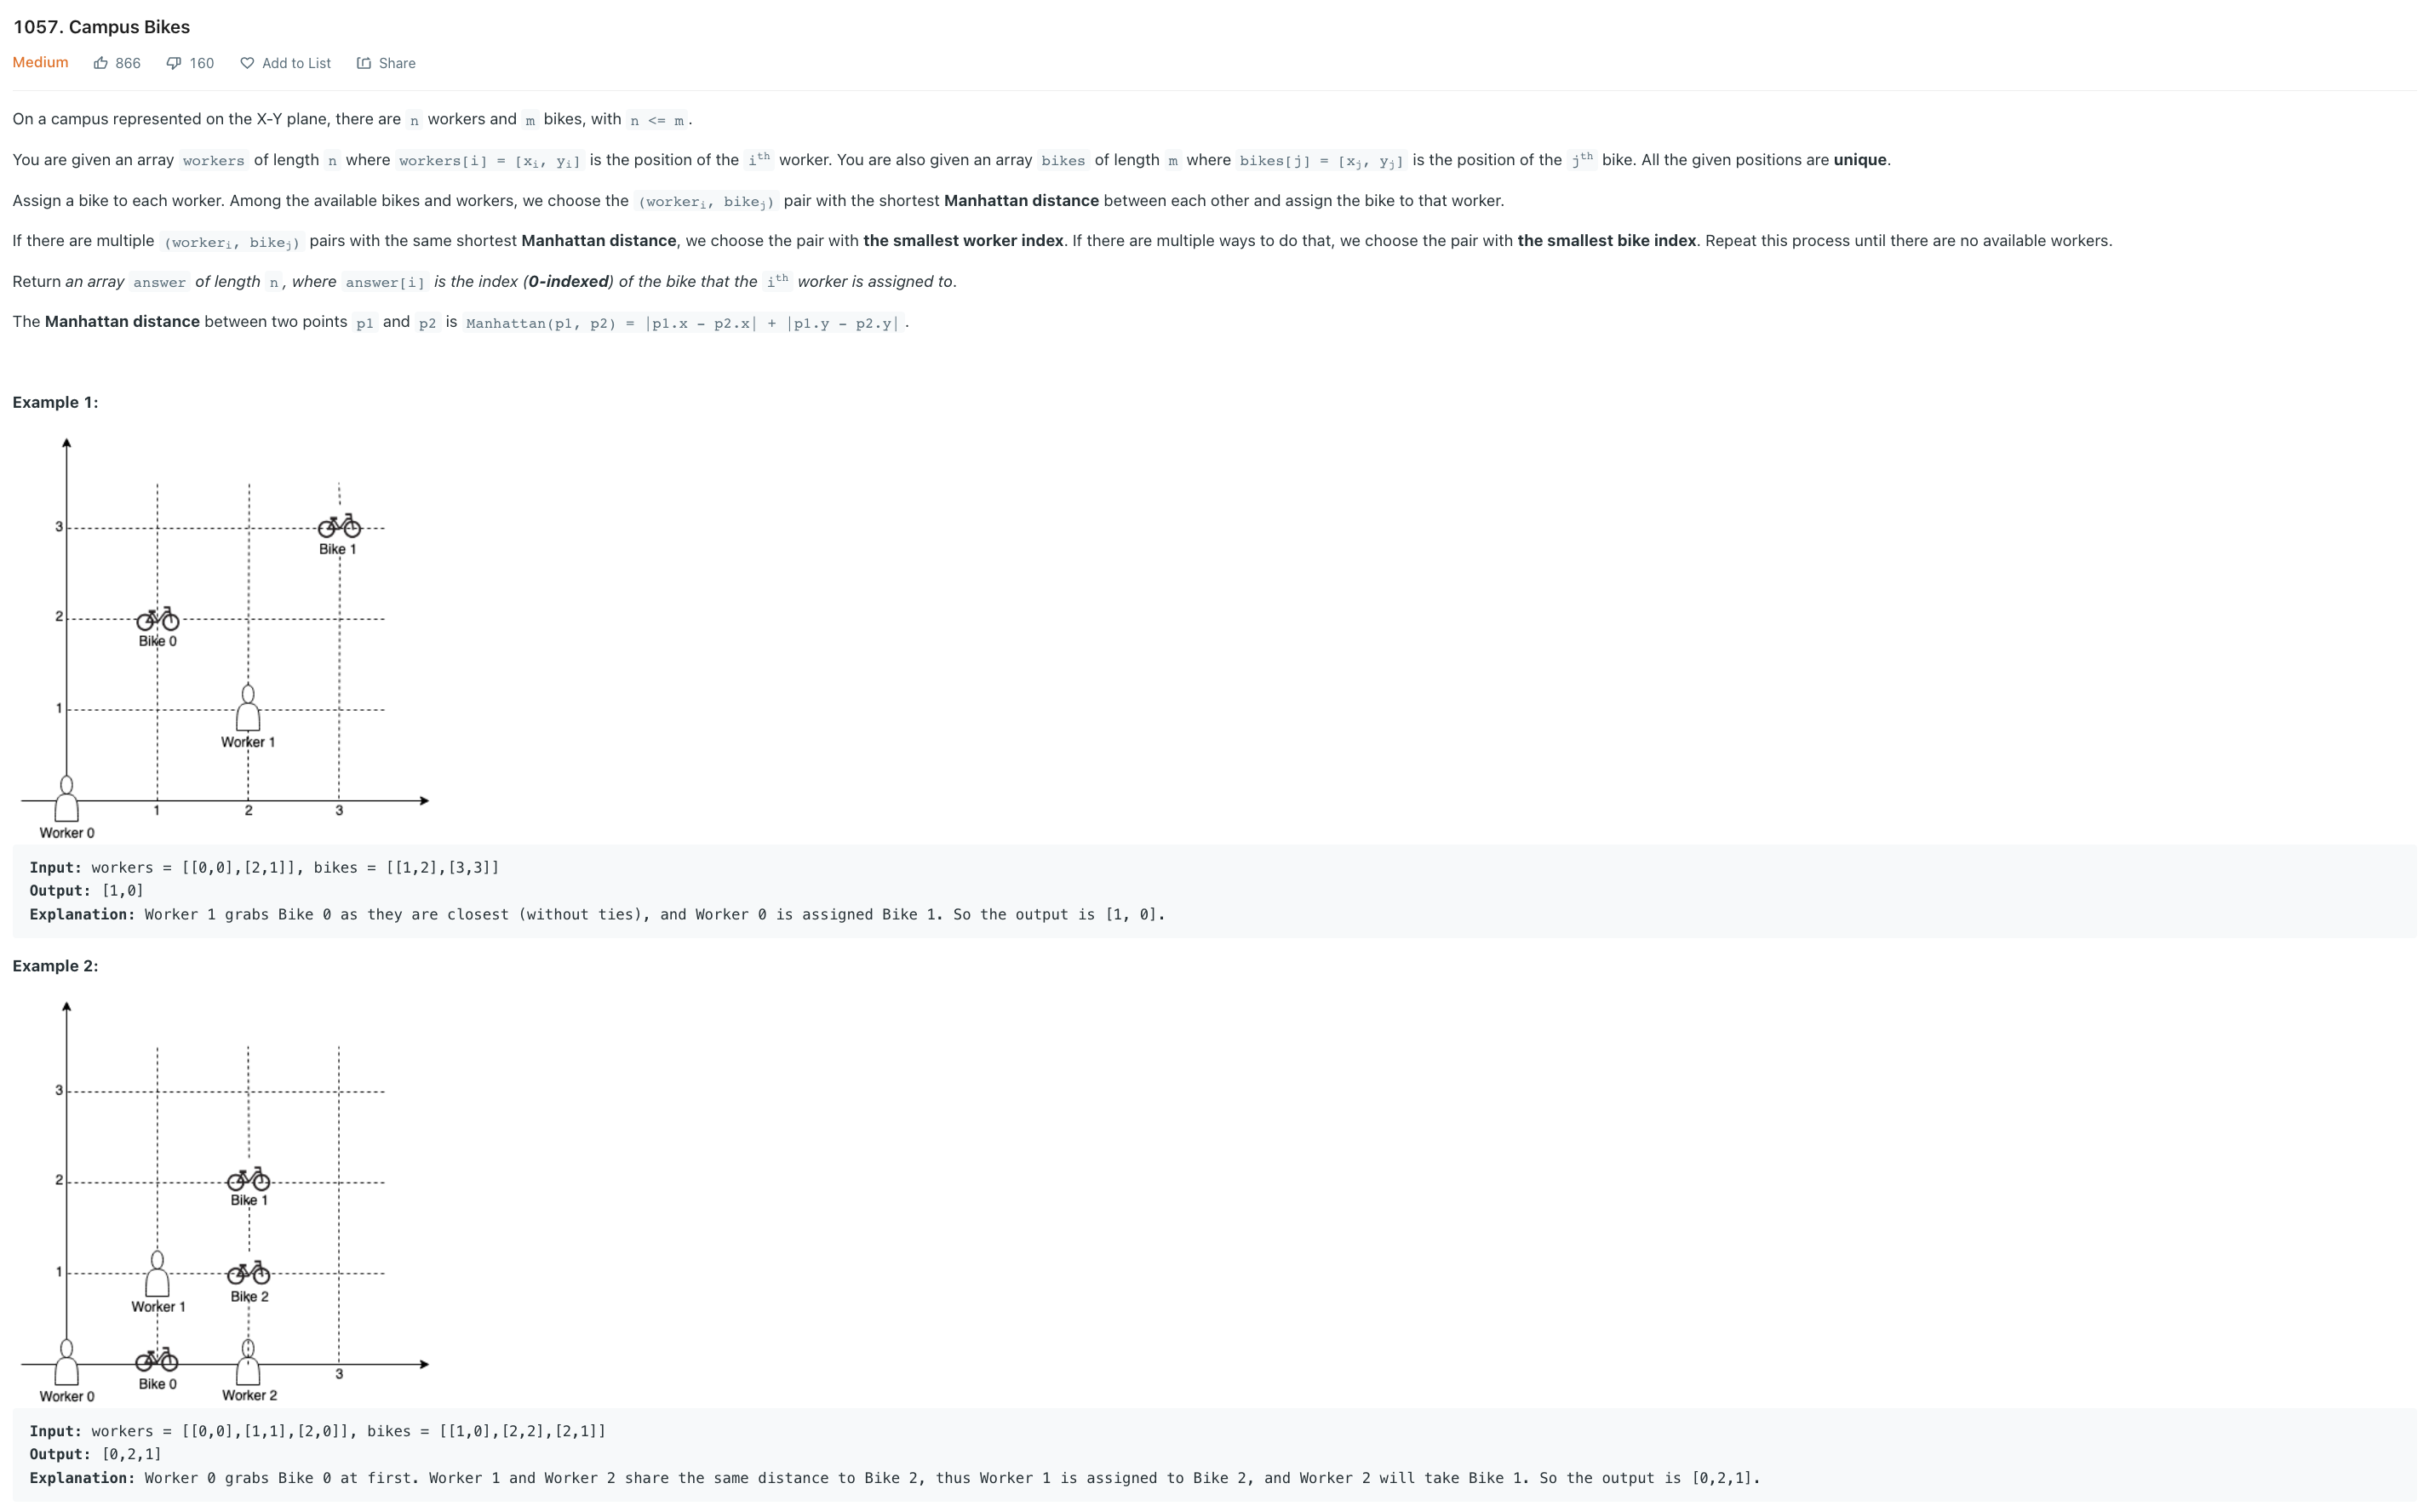 1057. Campus Bikes
Medium 866 160 Add to List Share
On a campus represented on the X-Y plane, there are n workers and m bikes, with n <= m.
You are given an array workers of length n where workers[i] = [xᵢ, yᵢ] is the position of the iᵗʰ worker. You are also given an array bikes of length m where bikes[j] = [xⱼ, yⱼ] is the position of the jᵗʰ bike. All the given positions are unique.
Assign a bike to each worker. Among the available bikes and workers, we choose the (workerᵢ, bikeⱼ) pair with the shortest Manhattan distance between each other and assign the bike to that worker.
If there are multiple (workerᵢ, bikeⱼ) pairs with the same shortest Manhattan distance, we choose the pair with the smallest worker index. If there are multiple ways to do that, we choose the pair with the smallest bike index. Repeat this process until there are no available workers.
Return an array answer of length n, where answer[i] is the index (0-indexed) of the bike that the iᵗʰ worker is assigned to.
The Manhattan distance between two points p1 and p2 is Manhattan(p1, p2) = |p1.x - p2.x| + |p1.y - p2.y|.
Example 1:
3
Bike 1
2
Bike 0
1
Worker 1
1 2 3
Worker 0
Input: workers = [[0,0],[2,1]], bikes = [[1,2],[3,3]]
Output: [1,0]
Explanation: Worker 1 grabs Bike 0 as they are closest (without ties), and Worker 0 is assigned Bike 1. So the output is [1, 0].
Example 2:
3
2
Bike 1
1
Bike 2
Worker 1
3
Bike 0
Worker 0 Worker 2
Input: workers = [[0,0],[1,1],[2,0]], bikes = [[1,0],[2,2],[2,1]]
Output: [0,2,1]
Explanation: Worker 0 grabs Bike 0 at first. Worker 1 and Worker 2 share the same distance to Bike 2, thus Worker 1 is assigned to Bike 2, and Worker 2 will take Bike 1. So the output is [0,2,1].